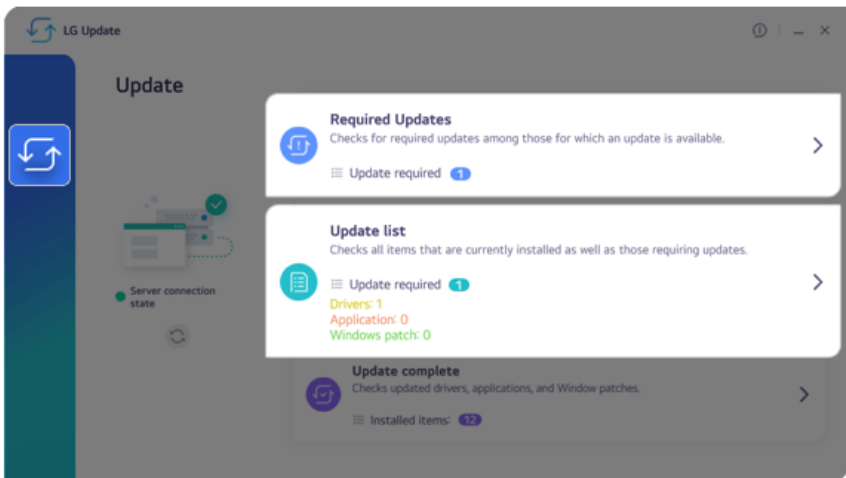 LG Update
Update
Required Updates
Checks for required updates among those for which an update is available.
Update required 1
Update list
Checks all items that are currently installed as well as those requiring updates.
Update required 1
Drivers: 1
Application: 0
Windows patch: 0
Server connection
state
Update complete
Checks updated drivers, applications, and Window patches.
Installed items: 12